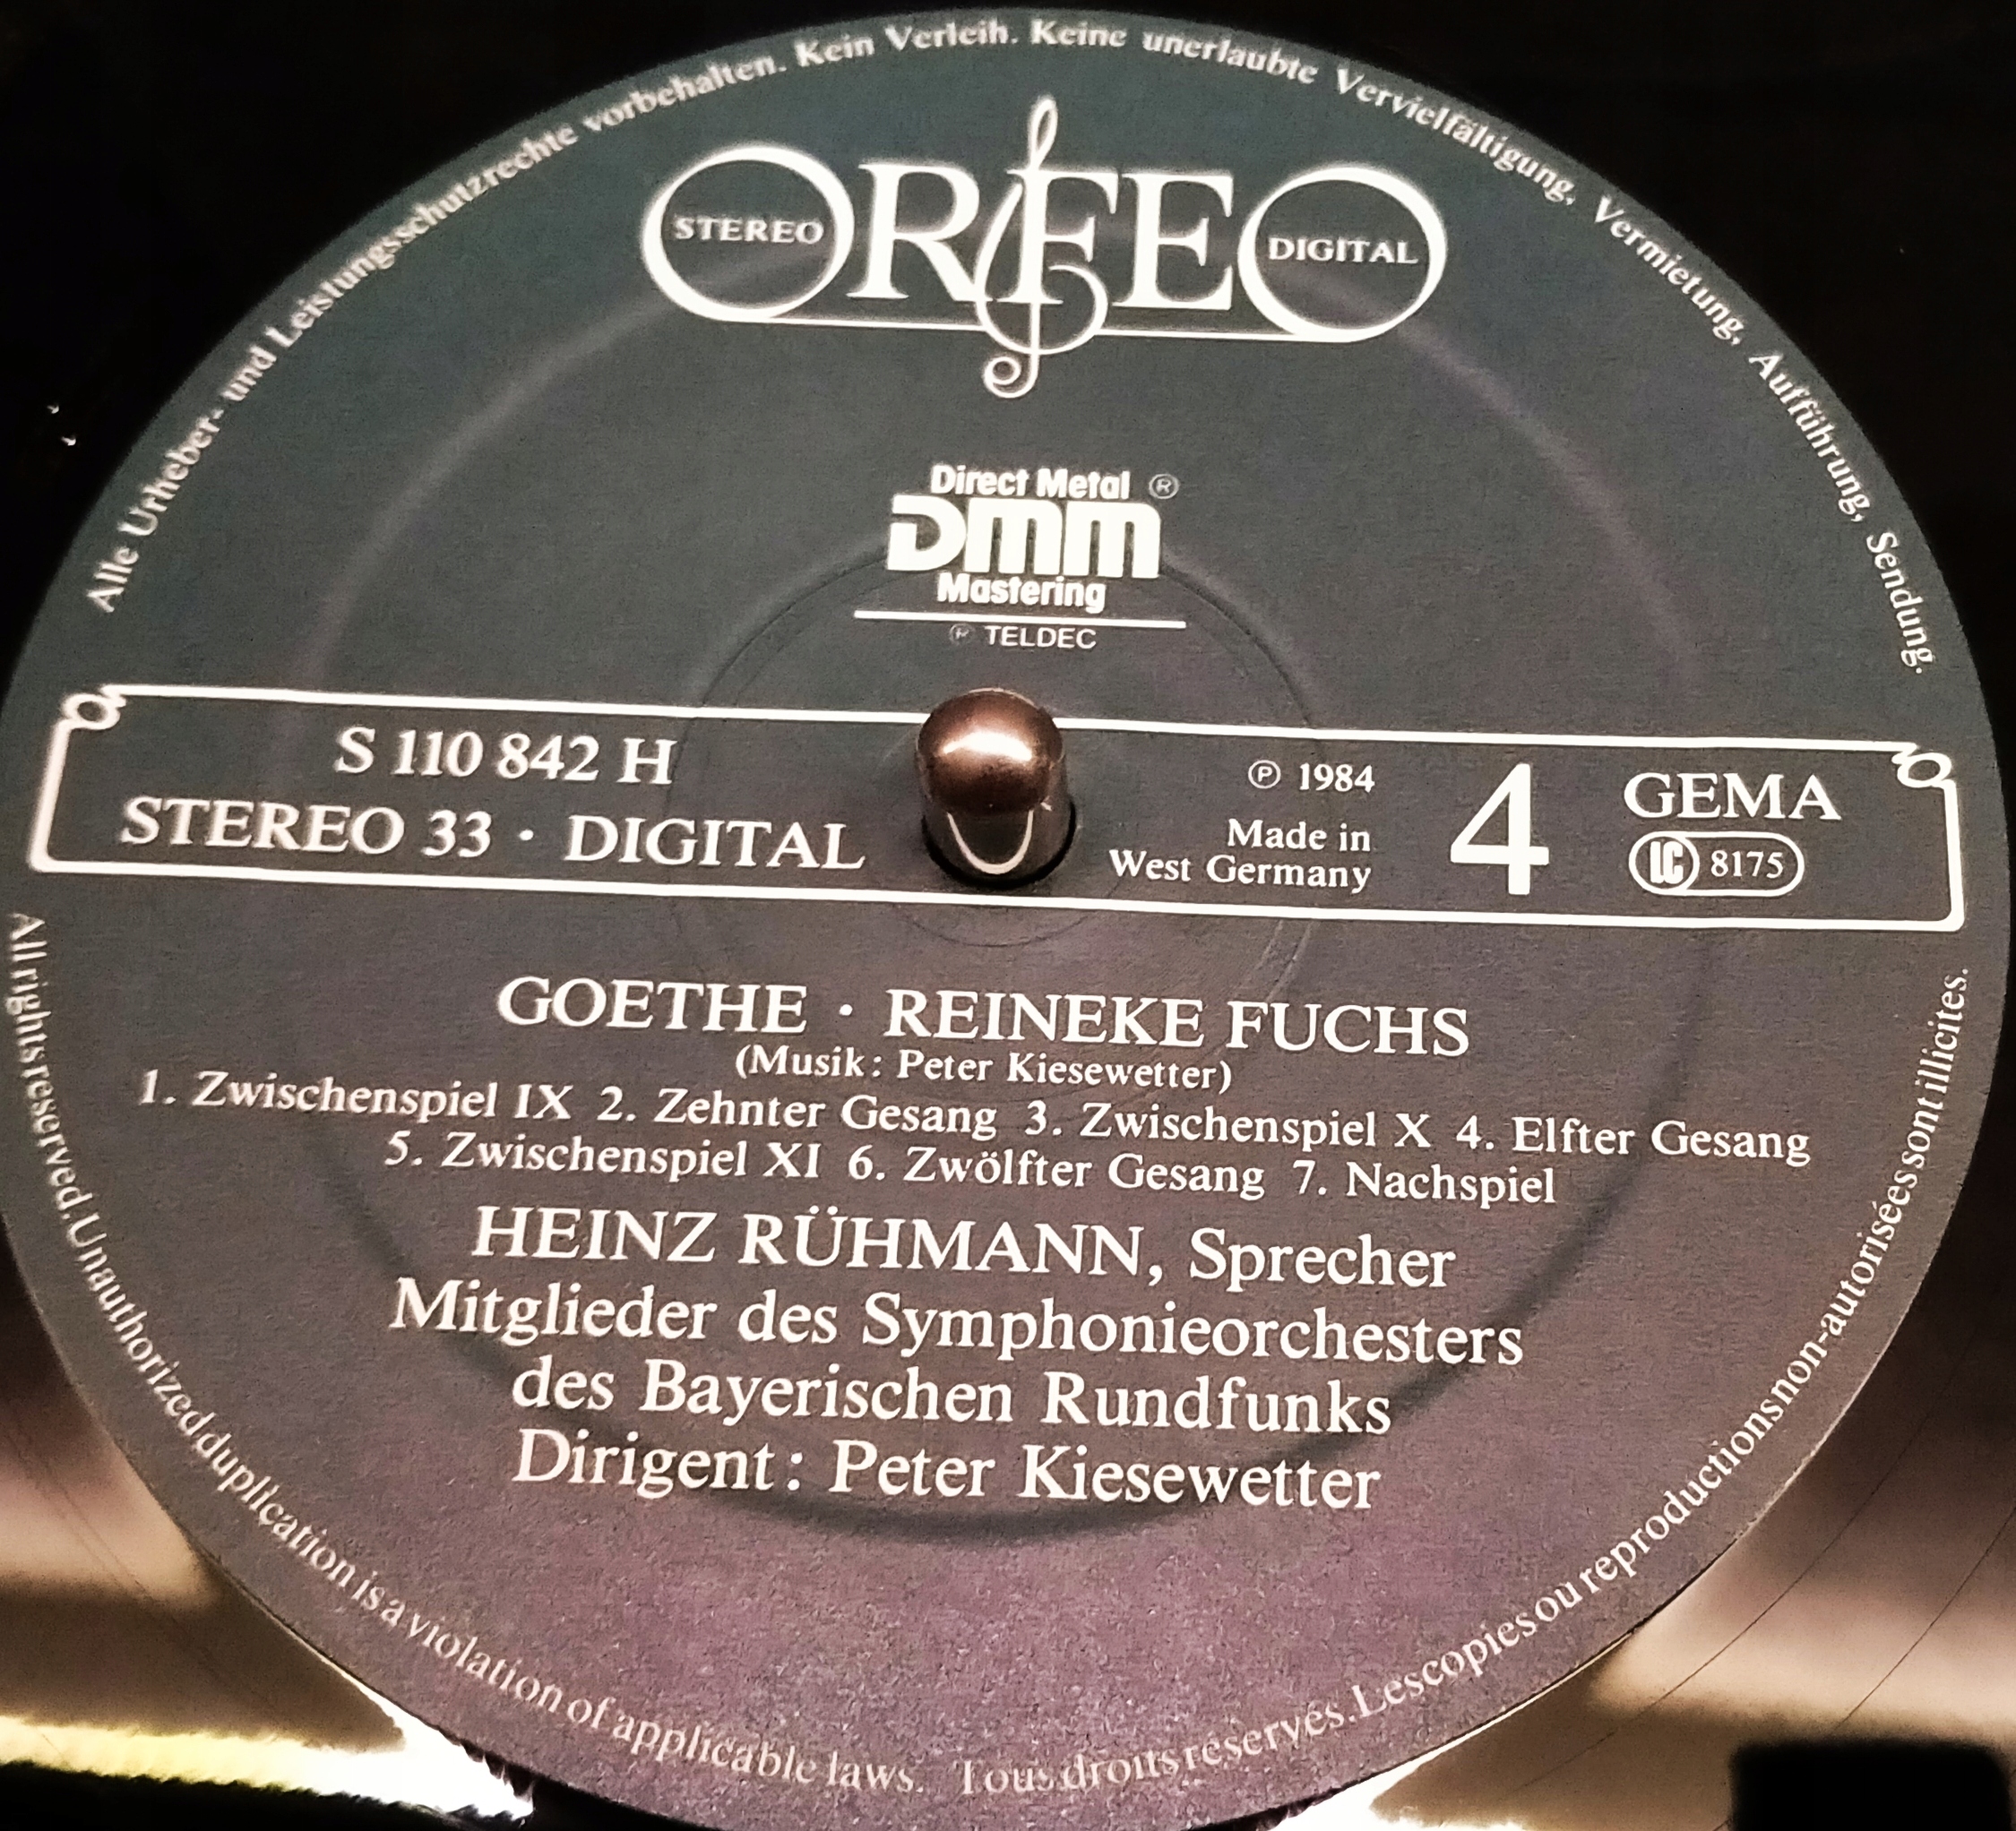 Alle Urheber- und Leistungsschutzrechte vorbehalten. Kein Verleih. Keine unerlaubte Vervielfältigung, Vermietung, Aufführung, Sendung.
ORFEO
STEREO
DIGITAL
Direct Metal ®
DMM
Mastering
℗ TELDEC
S 110 842 H
STEREO 33 · DIGITAL
℗ 1984
Made in
West Germany
4
GEMA
LC 8175
GOETHE · REINEKE FUCHS
(Musik: Peter Kiesewetter)
1. Zwischenspiel IX 2. Zehnter Gesang 3. Zwischenspiel X 4. Elfter Gesang
5. Zwischenspiel XI 6. Zwölfter Gesang 7. Nachspiel
HEINZ RÜHMANN, Sprecher
Mitglieder des Symphonieorchesters
des Bayerischen Rundfunks
Dirigent: Peter Kiesewetter
All rights reserved. Unauthorized duplication is a violation of applicable laws. Tous droits réservés. Les copies ou reproductions non-autorisées sont illicites.